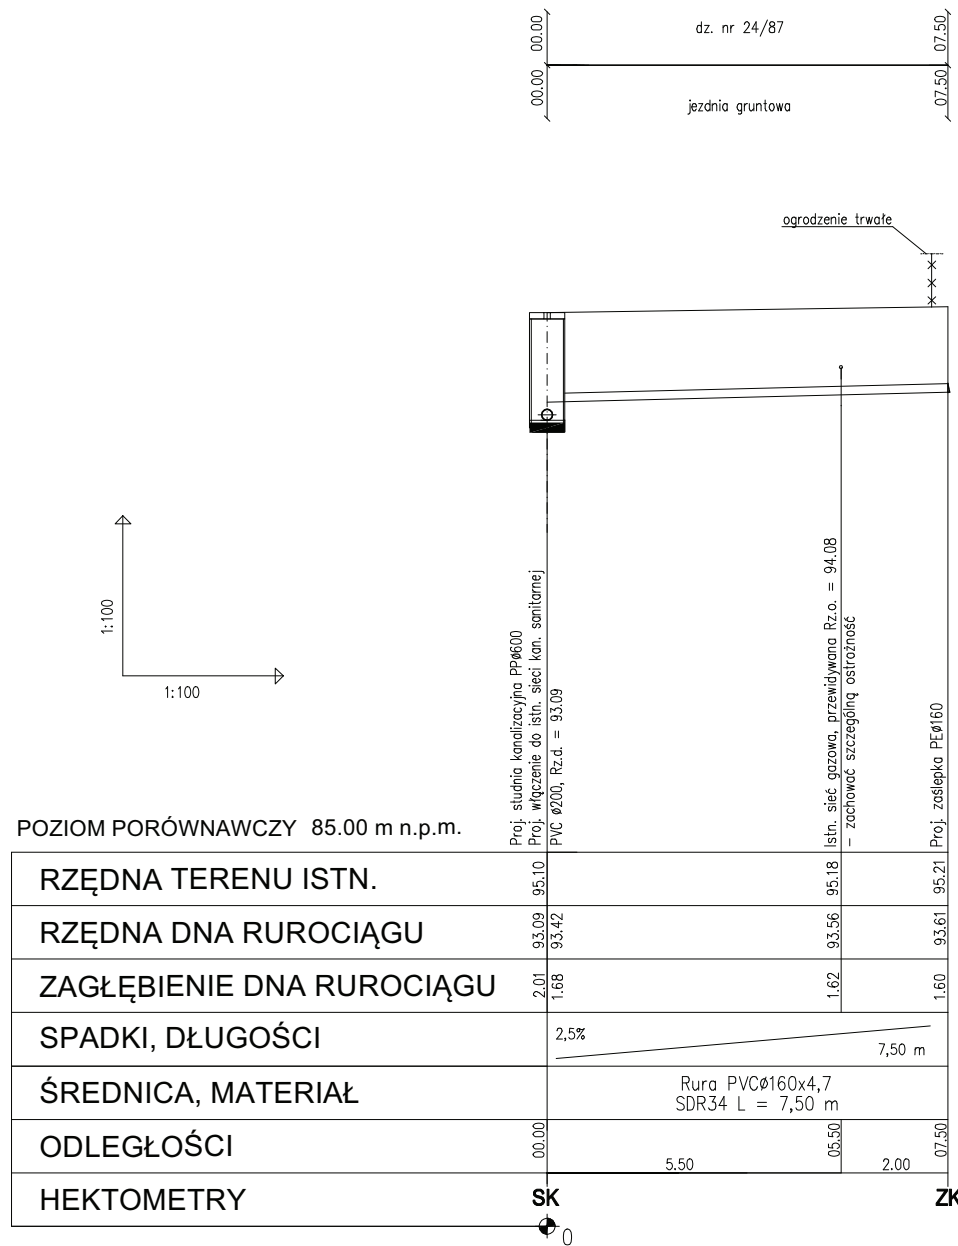 00.00
dz. nr 24/87
07.50
00.00
jezdnia gruntowa
07.50
ogrodzenie trwałe
1:100
1:100
Proj. studnia kanalizacyjna PPø600
Proj. włączenie do istn. sieci kan. sanitarnej
PVC ø200, Rz.d. = 93.09
Istn. sieć gazowa, przewidywana Rz.o. = 94.08
– zachować szczególną ostrożność
Proj. zaślepka PEø160
POZIOM PORÓWNAWCZY 85.00 m n.p.m.
RZĘDNA TERENU ISTN. 95.10 95.18 95.21
RZĘDNA DNA RUROCIĄGU 93.09 93.42 93.56 93.61
ZAGŁĘBIENIE DNA RUROCIĄGU 2.01 1.68 1.62 1.60
SPADKI, DŁUGOŚCI 2,5% 7,50 m
ŚREDNICA, MATERIAŁ Rura PVCø160x4,7
SDR34 L = 7,50 m
ODLEGŁOŚCI 00.00 5.50 05.50 2.00 07.50
HEKTOMETRY SK ZK
0